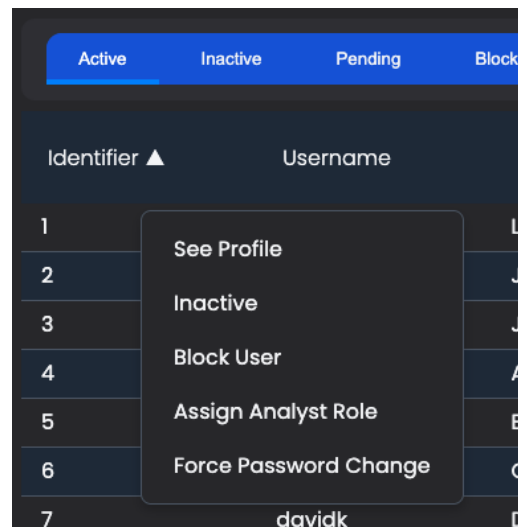 Active Inactive Pending Block
Identifier ▲ Username
1 L
See Profile
2 J
Inactive
3 J
Block User
4 A
Assign Analyst Role
5 E
Force Password Change
6
7 davidk D